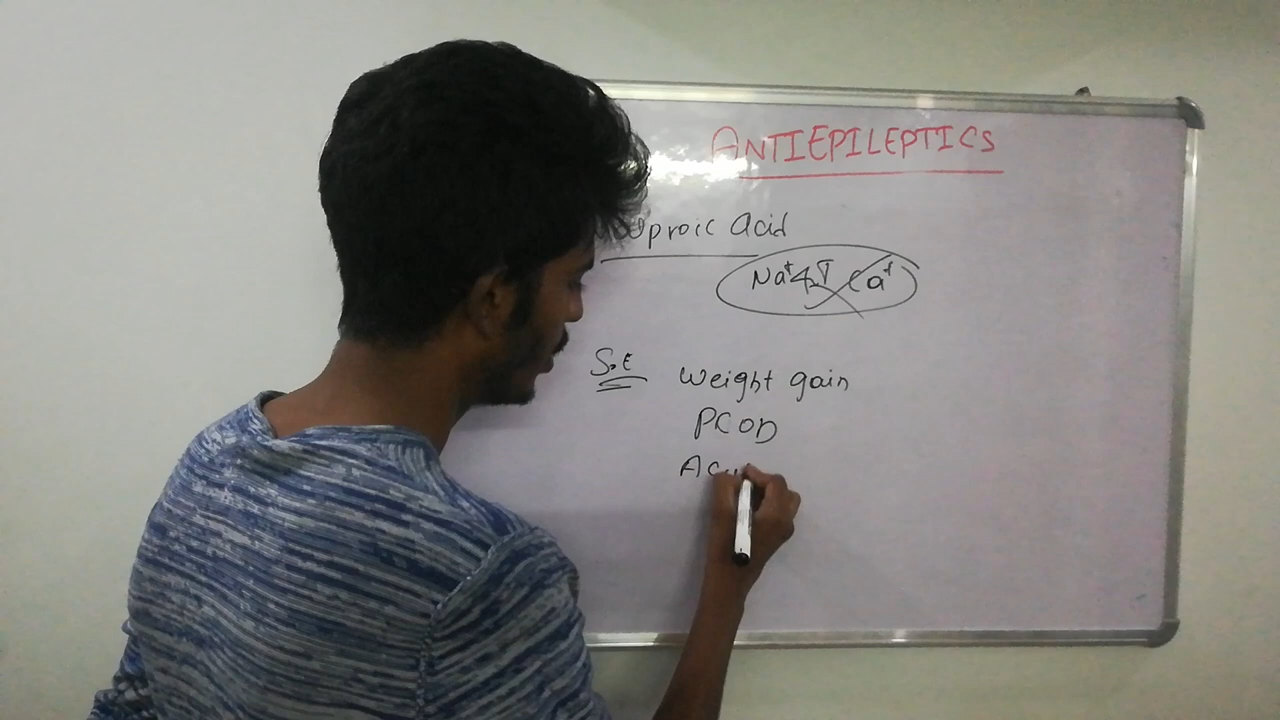 ANTIEPILEPTICS
proic Acid
Na+ & T Ca+
S.E Weight gain
PCOD